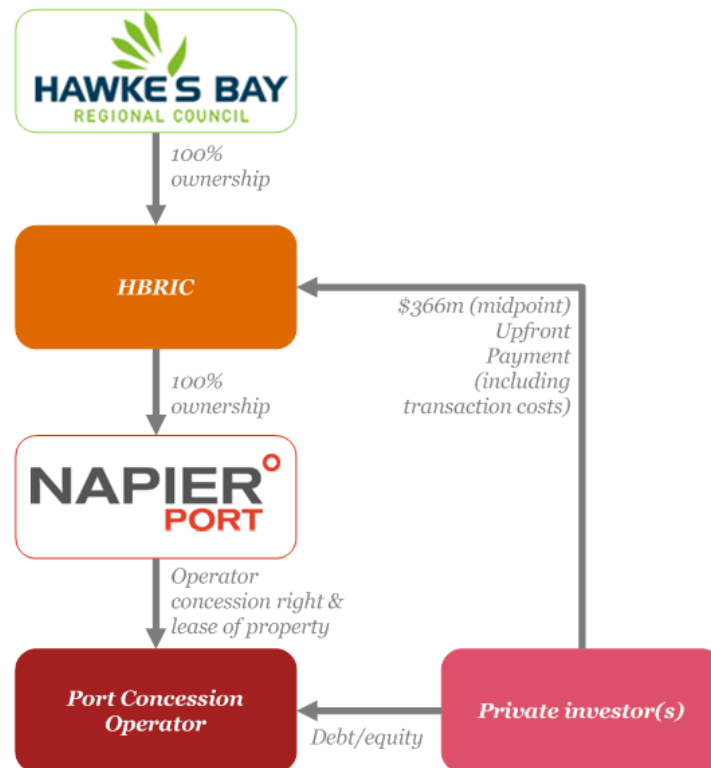 HAWKE'S BAY
REGIONAL COUNCIL
100%
ownership
HBRIC
$366m (midpoint)
Upfront
Payment
(including
transaction costs)
100%
ownership
NAPIER
PORT
Operator
concession right &
lease of property
Port Concession
Operator
Debt/equity
Private investor(s)